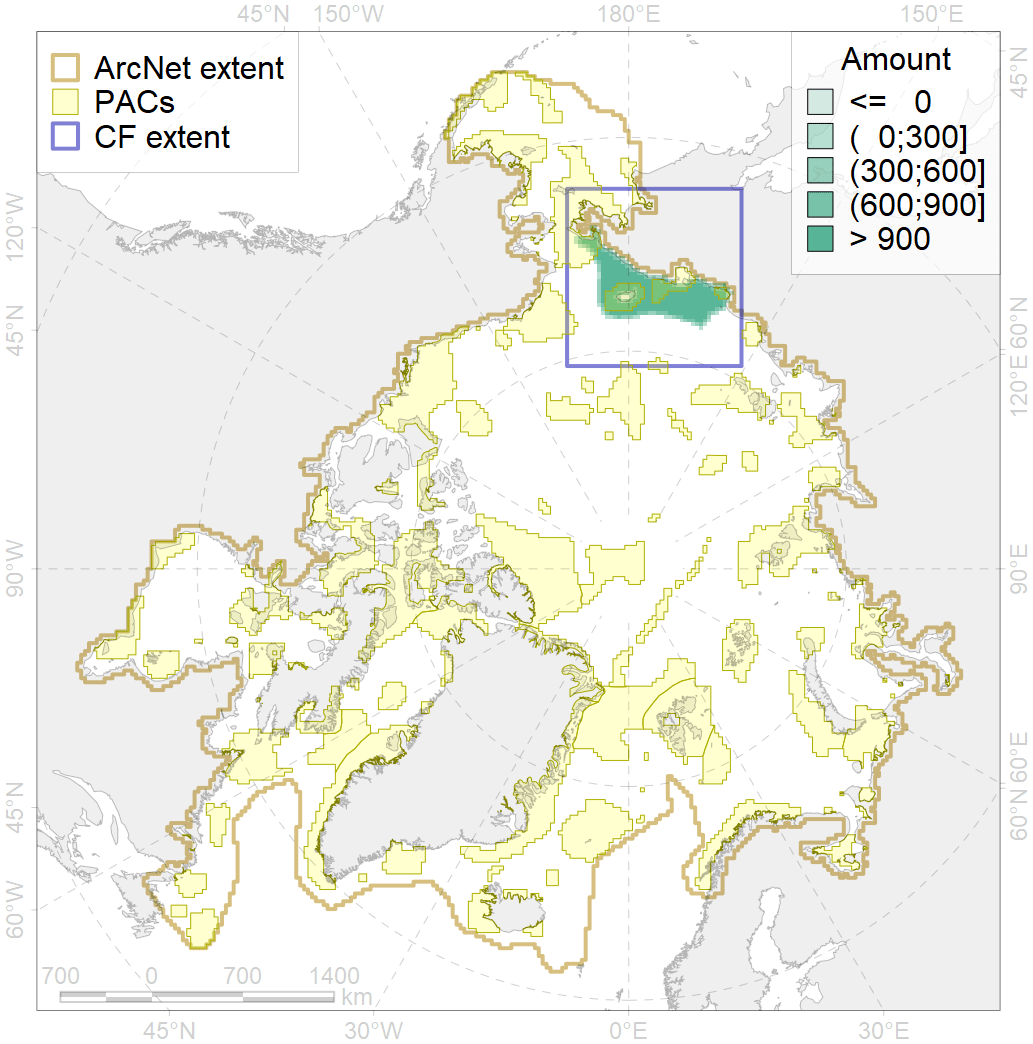 45°N 150°W 180°E 150°E
ArcNet extent
PACs
CF extent
Amount
<= 0
( 0;300]
(300;600]
(600;900]
> 900
45°N
120°W
45°N
60°N
120°E
90°W
90°E
45°N
60°W
60°E
60°N
700 0 700 1400
km
45°N 30°W 0°E 30°E